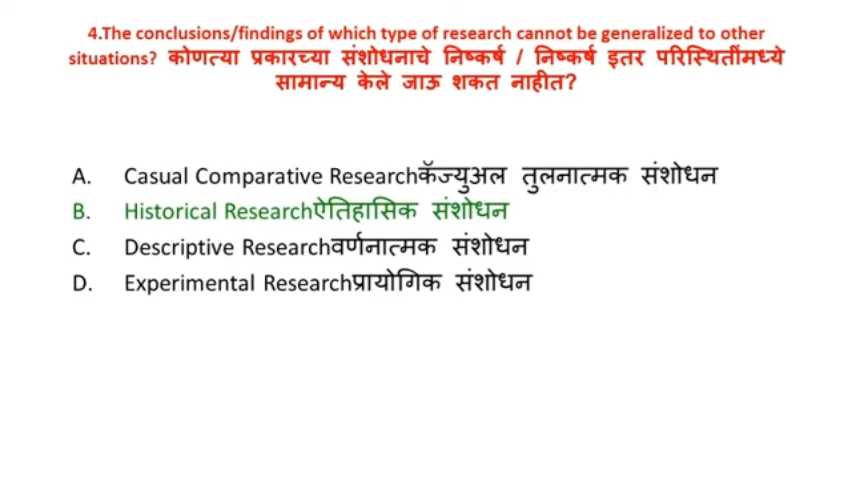 4.The conclusions/findings of which type of research cannot be generalized to other
situations? कोणत्या प्रकारच्या संशोधनाचे निष्कर्ष / निष्कर्ष इतर परिस्थितींमध्ये
सामान्य केले जाऊ शकत नाहीत?
A. Casual Comparative Researchकॅज्युअल तुलनात्मक संशोधन
B. Historical Researchऐतिहासिक संशोधन
C. Descriptive Researchवर्णनात्मक संशोधन
D. Experimental Researchप्रायोगिक संशोधन